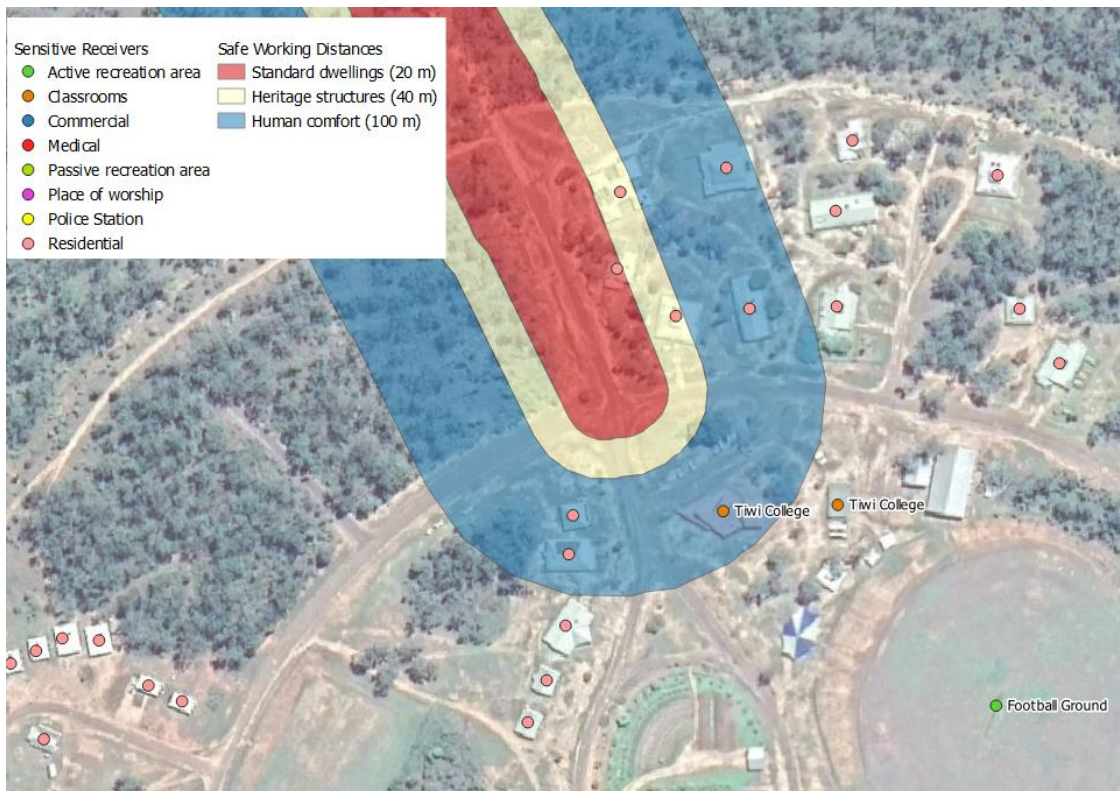 Sensitive Receivers
Active recreation area
Classrooms
Commercial
Medical
Passive recreation area
Place of worship
Police Station
Residential
Safe Working Distances
Standard dwellings (20 m)
Heritage structures (40 m)
Human comfort (100 m)
Tiwi College
Tiwi College
Football Ground